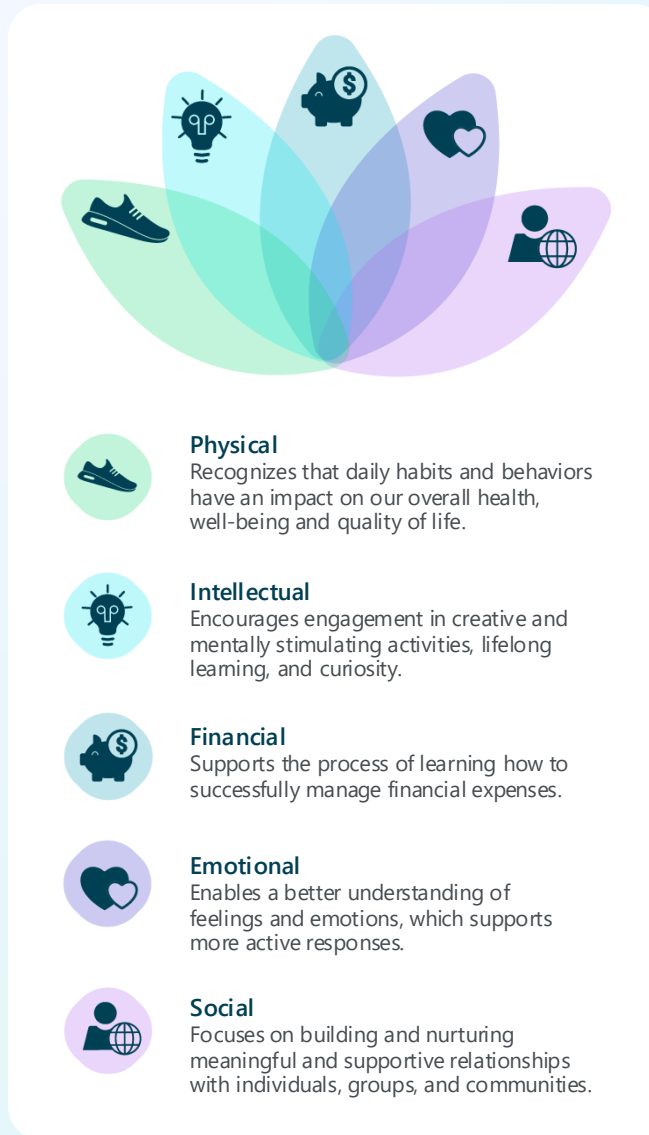 $
Physical
Recognizes that daily habits and behaviors
have an impact on our overall health,
well-being and quality of life.
Intellectual
Encourages engagement in creative and
mentally stimulating activities, lifelong
learning, and curiosity.
$
Financial
Supports the process of learning how to
successfully manage financial expenses.
Emotional
Enables a better understanding of
feelings and emotions, which supports
more active responses.
Social
Focuses on building and nurturing
meaningful and supportive relationships
with individuals, groups, and communities.